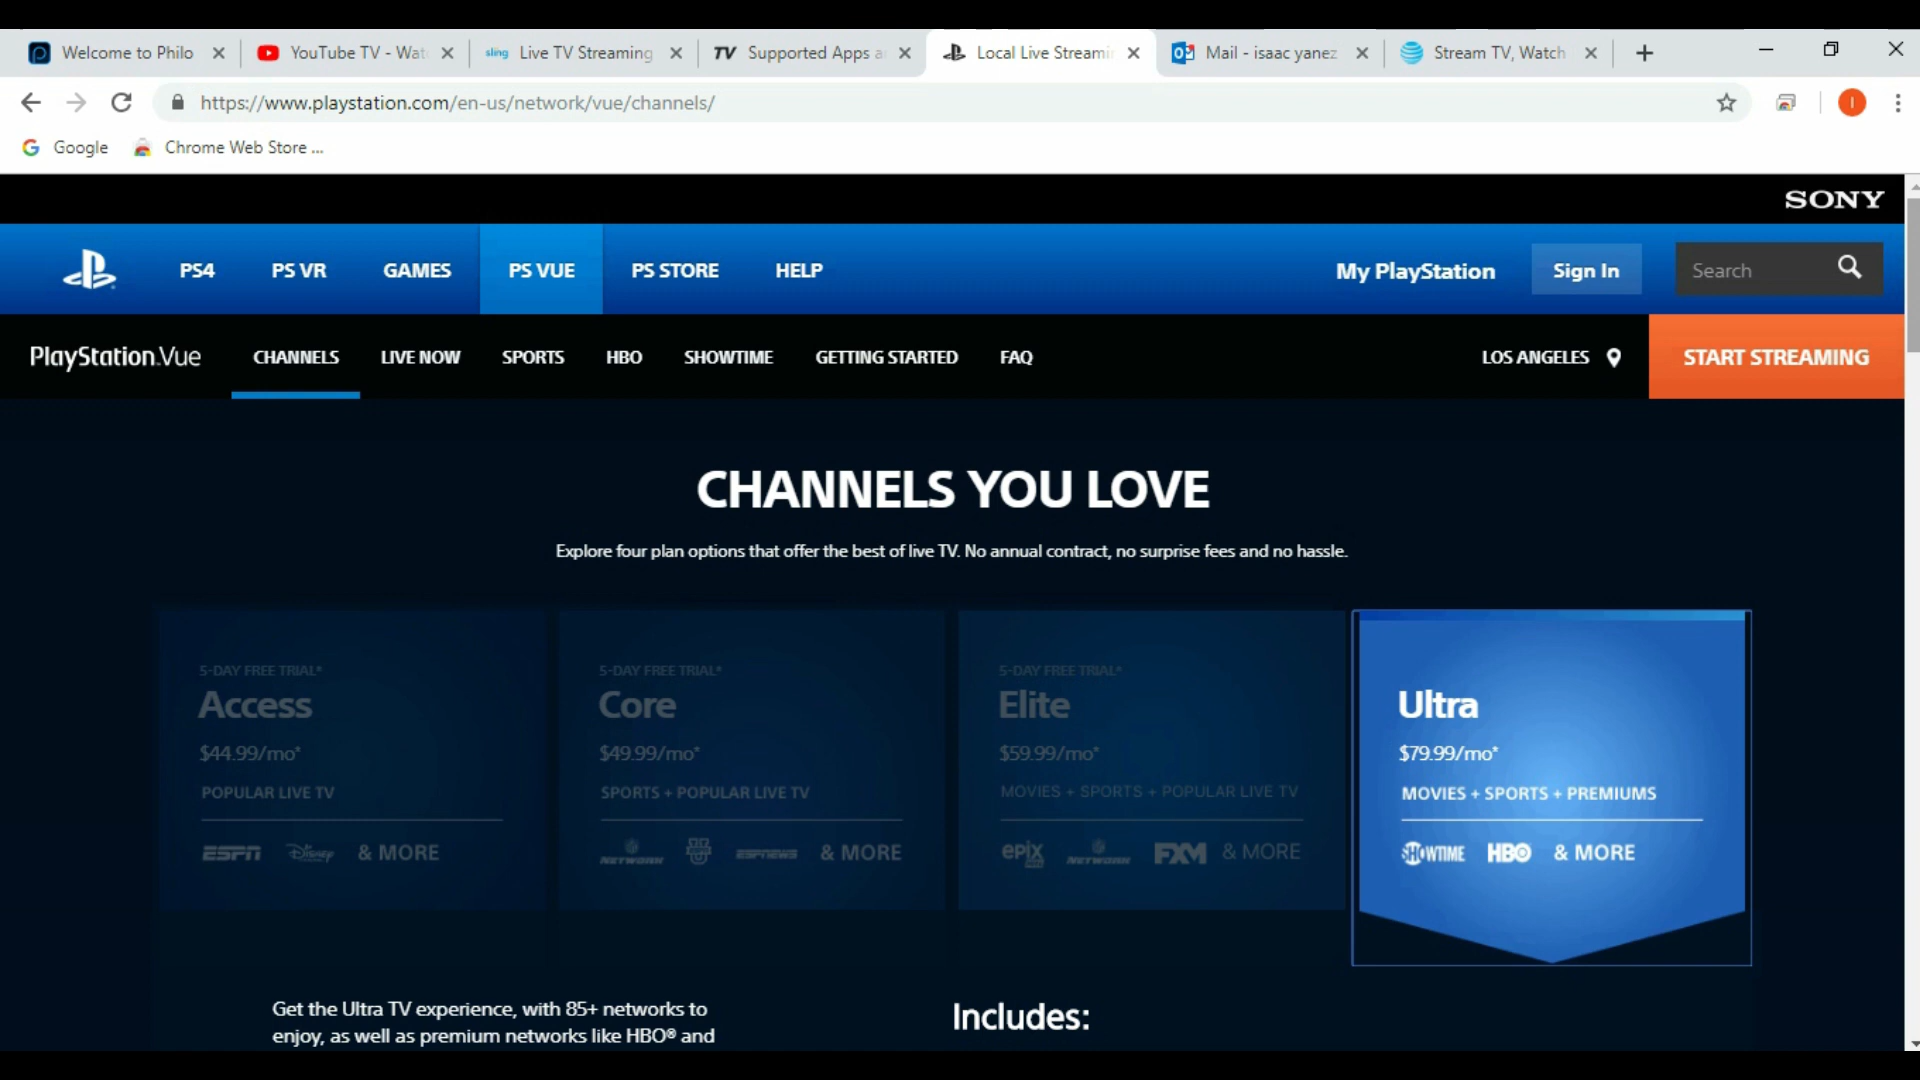 Welcome to Philo
YouTube TV - Wat
sling Live TV Streaming
TV Supported Apps a
Local Live Streami
Mail - isaac yanez
Stream TV, Watch
https://www.playstation.com/en-us/network/vue/channels/
I
Google
Chrome Web Store ...
SONY
PS4
PS VR
GAMES
PS VUE
PS STORE
HELP
My PlayStation
Sign In
Search
PlayStation.Vue
CHANNELS
LIVE NOW
SPORTS
HBO
SHOWTIME
GETTING STARTED
FAQ
LOS ANGELES
START STREAMING
CHANNELS YOU LOVE
Explore four plan options that offer the best of live TV. No annual contract, no surprise fees and no hassle.
5-DAY FREE TRIAL*
Access
$44.99/mo*
POPULAR LIVE TV
ESPN Disney & MORE
5-DAY FREE TRIAL*
Core
$49.99/mo*
SPORTS + POPULAR LIVE TV
NETWORK ESPNEWS & MORE
5-DAY FREE TRIAL*
Elite
$59.99/mo*
MOVIES + SPORTS + POPULAR LIVE TV
epix NETWORK FXM & MORE
Ultra
$79.99/mo*
MOVIES + SPORTS + PREMIUMS
SHOWTIME HBO & MORE
Get the Ultra TV experience, with 85+ networks to
enjoy, as well as premium networks like HBO® and
Includes: